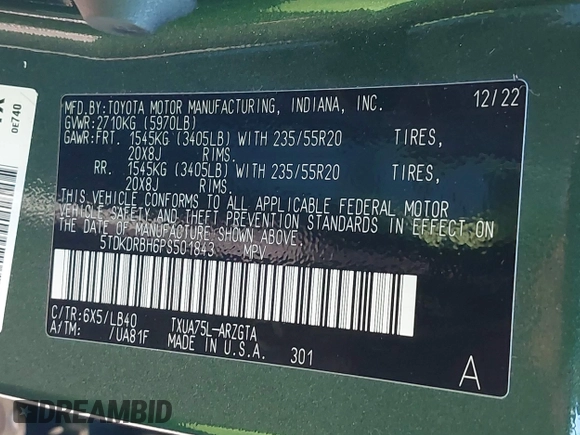 MFD.BY:TOYOTA MOTOR MANUFACTURING, INDIANA, INC. 12/22
GVWR:2710KG (5970LB)
GAWR:FRT. 1545KG (3405LB) WITH 235/55R20 TIRES,
20X8J RIMS.
RR. 1545KG (3405LB) WITH 235/55R20 TIRES,
20X8J RIMS.
THIS VEHICLE CONFORMS TO ALL APPLICABLE FEDERAL MOTOR
VEHICLE SAFETY AND THEFT PREVENTION STANDARDS IN EFFECT ON
THE DATE OF MANUFACTURE SHOWN ABOVE.
5TDKDRBH6PS501843 MPV
C/TR:6X5/LB40 TXUA75L-ARZGTA
A/TM: /UA81F MADE IN U.S.A. 301
A
0E740
DREAMBID